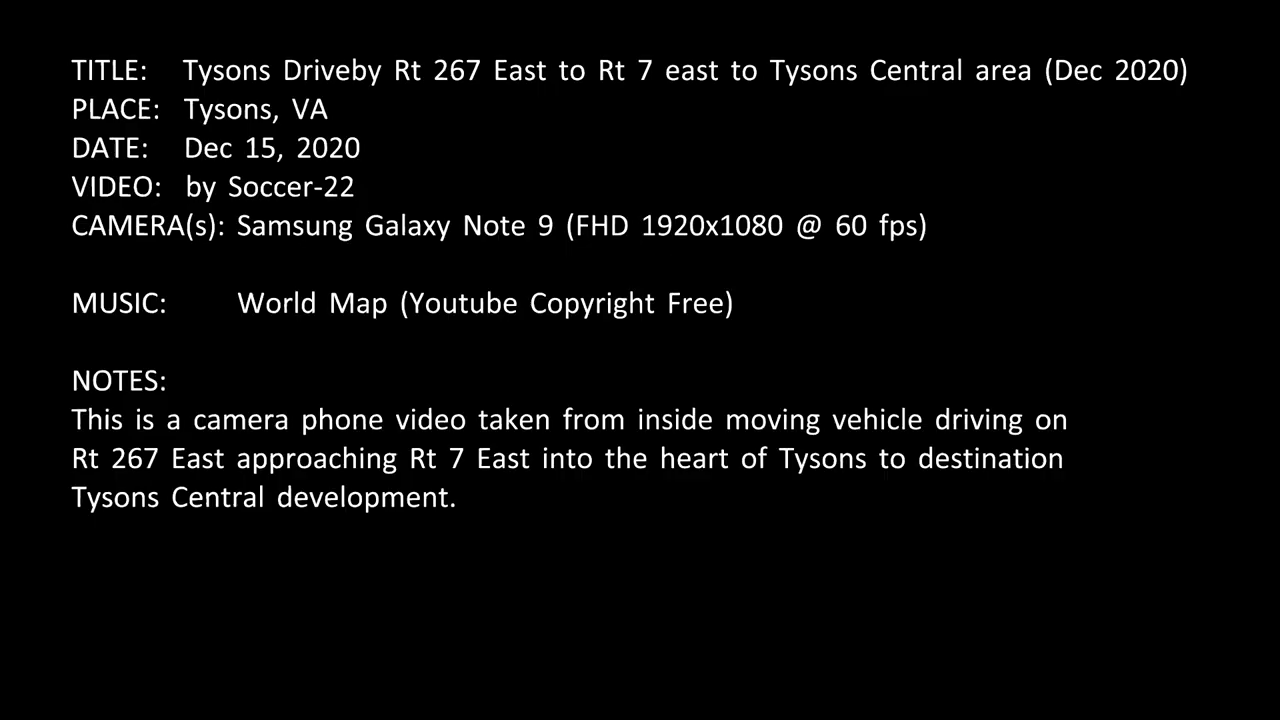 TITLE: Tysons Driveby Rt 267 East to Rt 7 east to Tysons Central area (Dec 2020)
PLACE: Tysons, VA
DATE: Dec 15, 2020
VIDEO: by Soccer-22
CAMERA(s): Samsung Galaxy Note 9 (FHD 1920x1080 @ 60 fps)
MUSIC: World Map (Youtube Copyright Free)
NOTES:
This is a camera phone video taken from inside moving vehicle driving on
Rt 267 East approaching Rt 7 East into the heart of Tysons to destination
Tysons Central development.